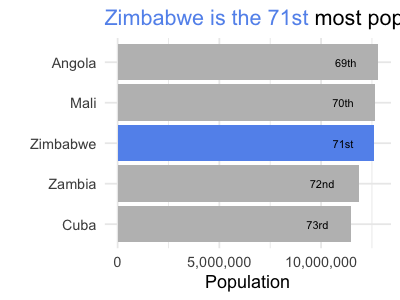 Zimbabwe is the 71st most pop
Angola 69th
Mali 70th
Zimbabwe 71st
Zambia 72nd
Cuba 73rd
0 5,000,000 10,000,000
Population